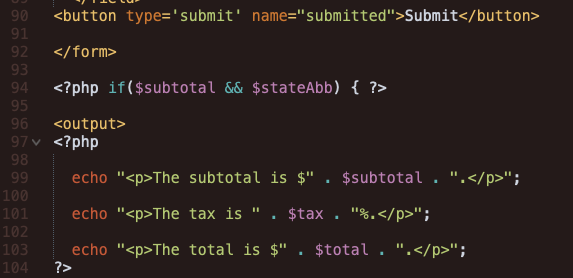 89 </field>
90 <button type='submit' name="submitted">Submit</button>
91
92 </form>
93
94 <?php if($subtotal && $stateAbb) { ?>
95
96 <output>
97 <?php
98
99 echo "<p>The subtotal is $" . $subtotal . ".</p>";
100
101 echo "<p>The tax is " . $tax . "%.</p>";
102
103 echo "<p>The total is $" . $total . ".</p>";
104 ?>